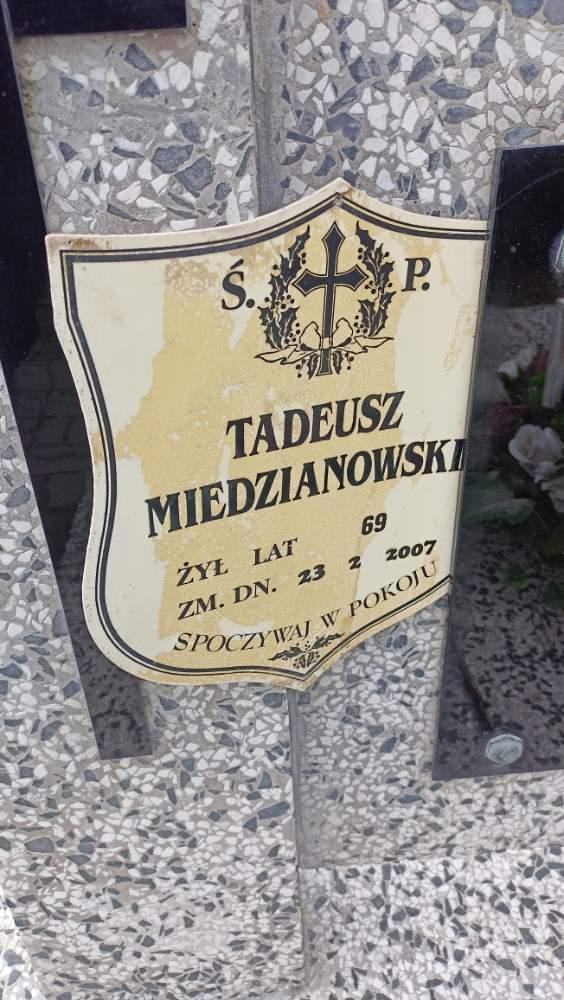 Ś. P.
TADEUSZ
MIEDZIANOWSKI
ŻYŁ LAT 69
ZM. DN. 23 2 2007
SPOCZYWAJ W POKOJU